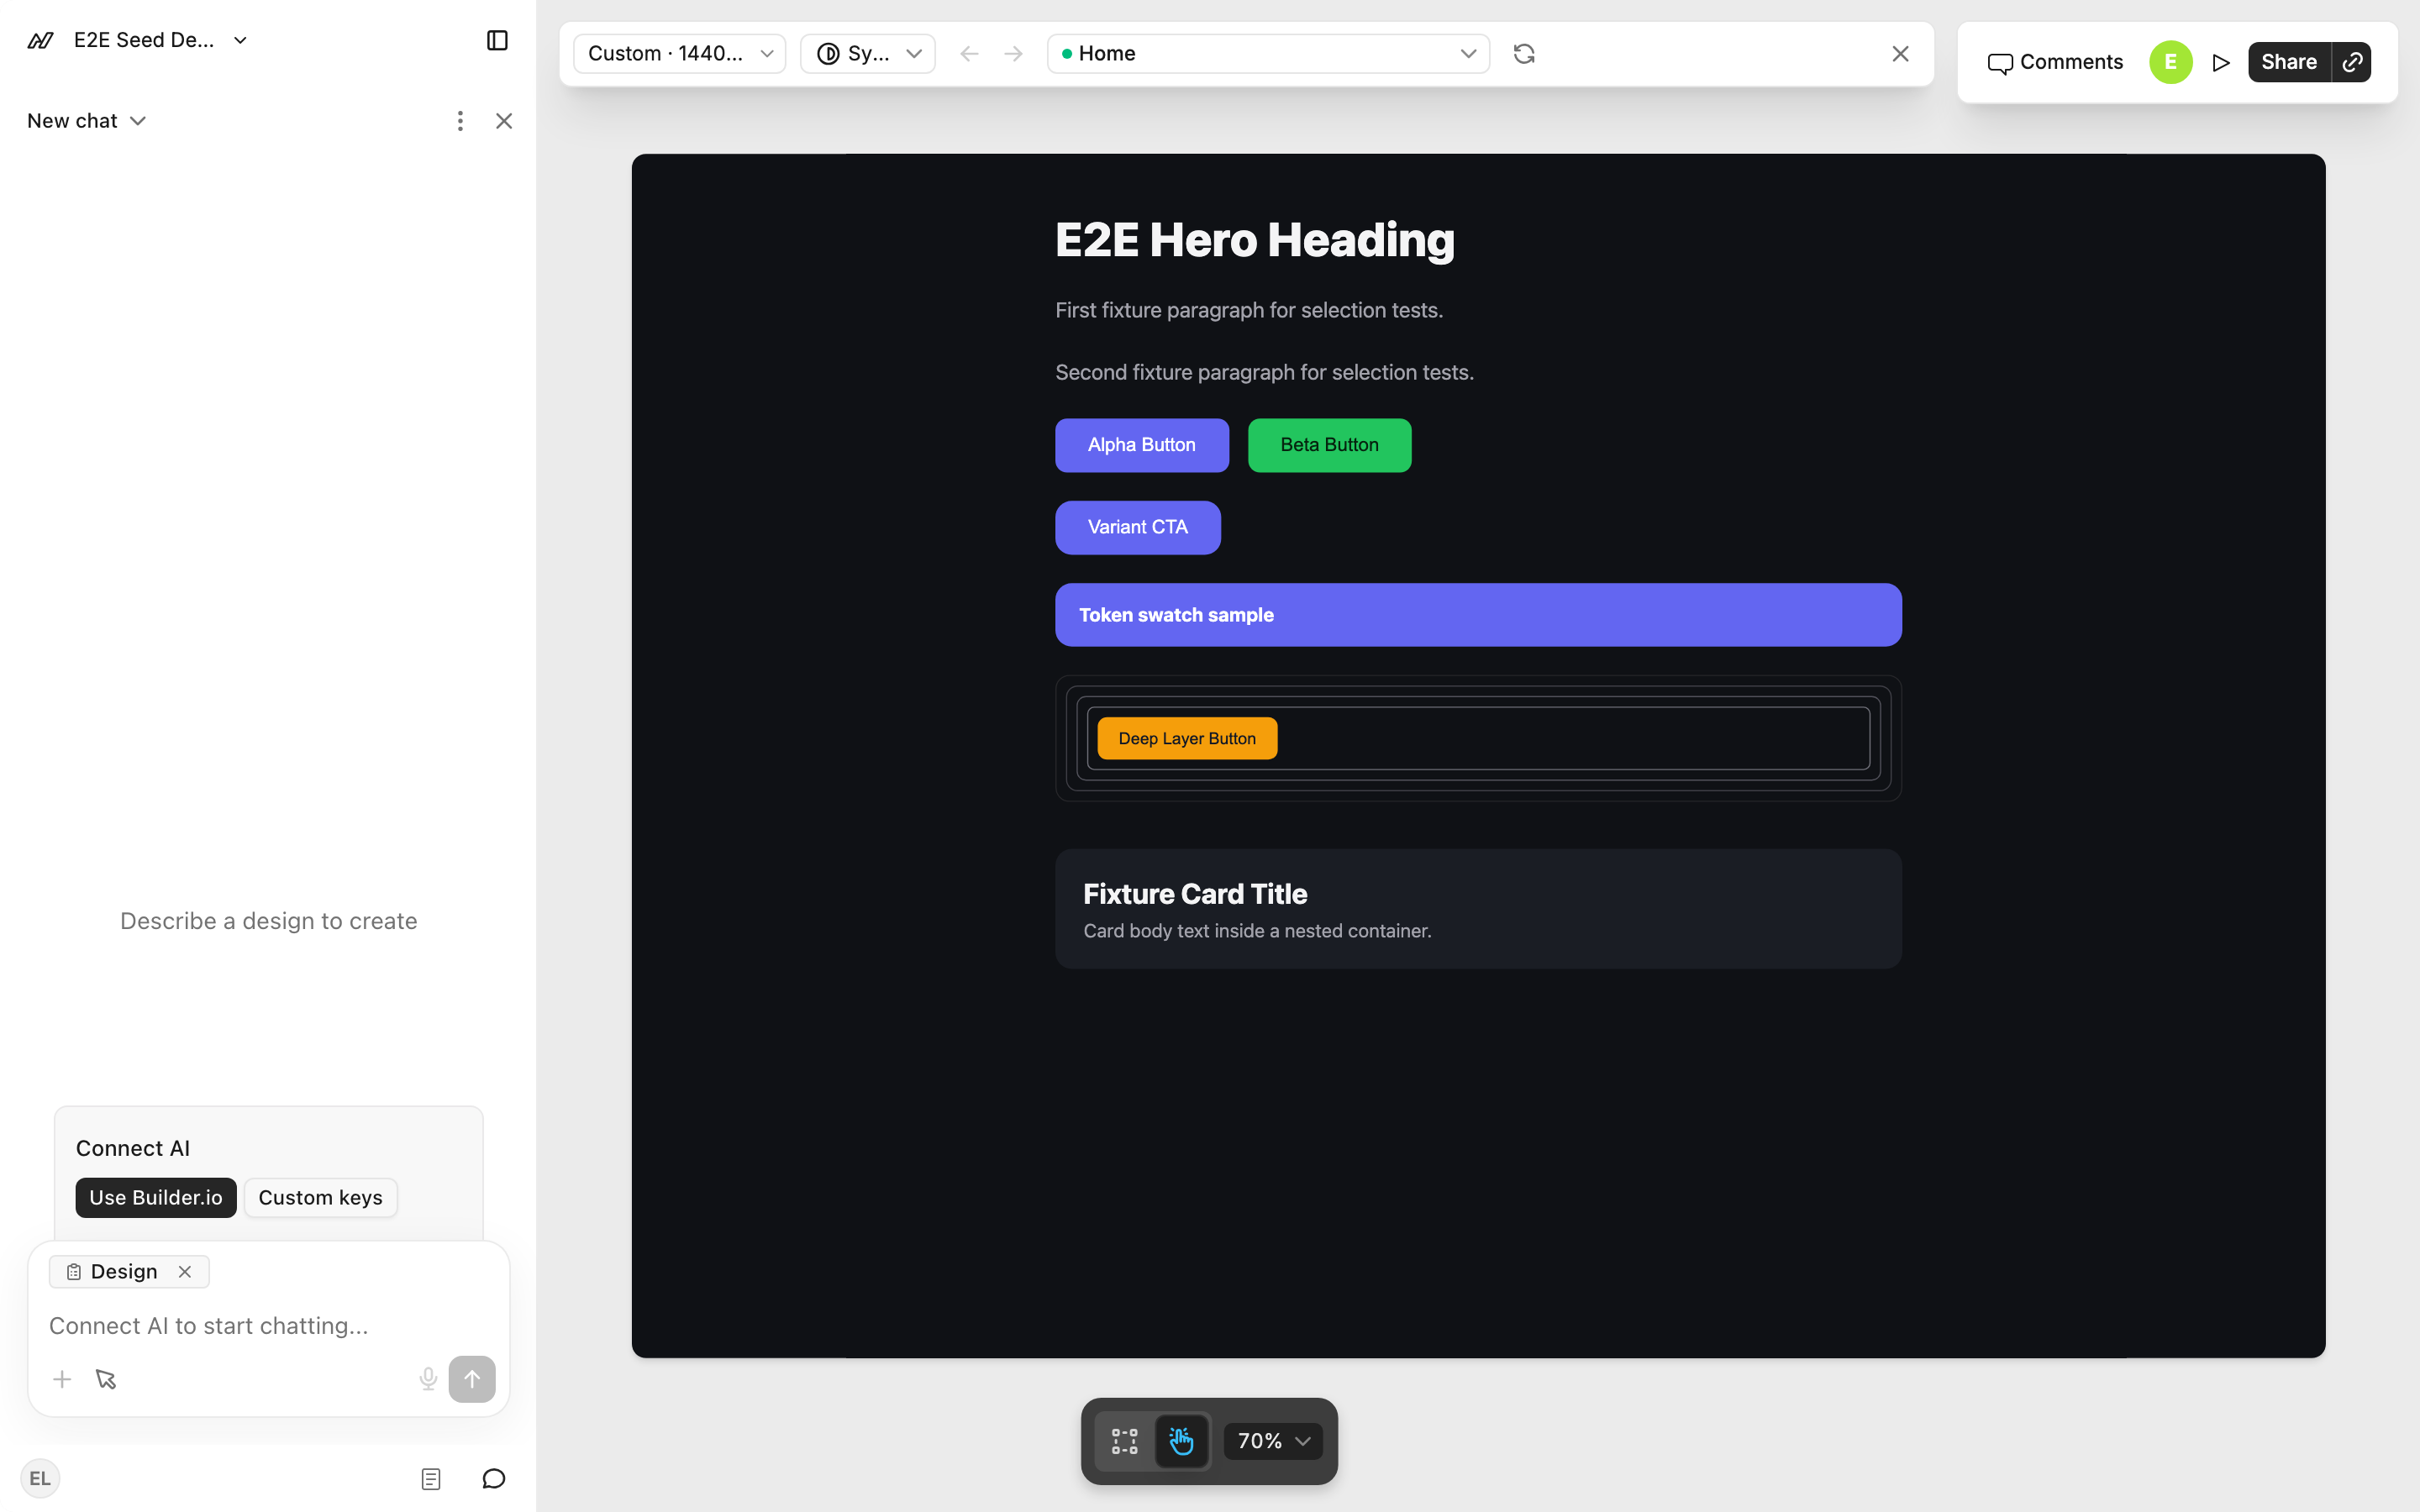 E2E Seed De...
New chat
Describe a design to create
Connect AI
Use Builder.io
Custom keys
Design
Connect AI to start chatting...
EL
Custom · 1440...
Sy...
Home
Comments
E
Share
E2E Hero Heading
First fixture paragraph for selection tests.
Second fixture paragraph for selection tests.
Alpha Button
Beta Button
Variant CTA
Token swatch sample
Deep Layer Button
Fixture Card Title
Card body text inside a nested container.
70%